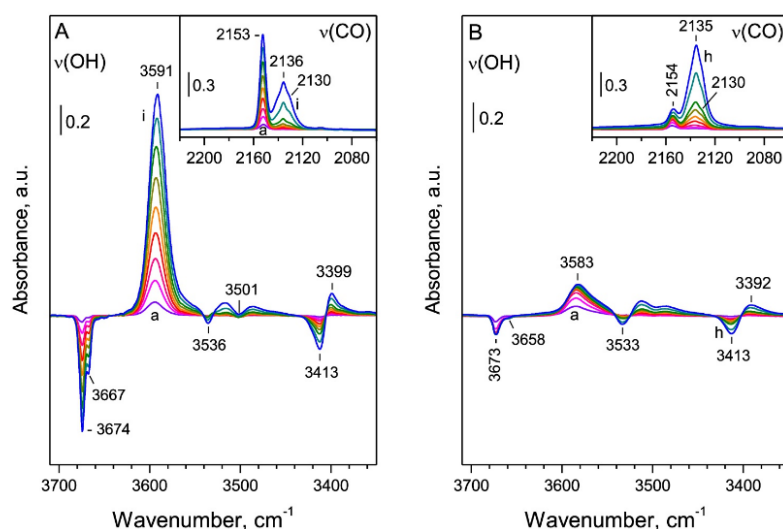 A
ν(OH)
0.2
3591
i
a
3667
3674
3536
3501
3413
3399
2153
ν(CO)
2136
2130
0.3
i
a
2200 2160 2120 2080
3700 3600 3500 3400
Absorbance, a.u.
Wavenumber, cm⁻¹
B
ν(OH)
0.2
3583
a
3658
3673
3533
h
3413
3392
2135
ν(CO)
h
2154
2130
0.3
2200 2160 2120 2080
3700 3600 3500 3400
Absorbance, a.u.
Wavenumber, cm⁻¹